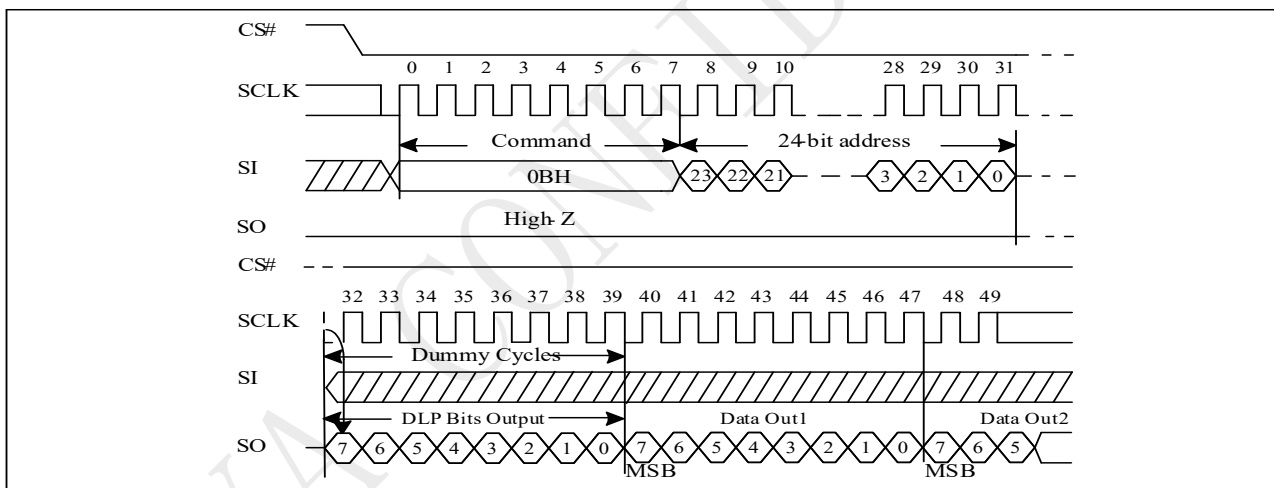 CS#
0 1 2 3 4 5 6 7 8 9 10 28 29 30 31
SCLK
Command 24-bit address
SI 0BH 23 22 21 3 2 1 0
High-Z
SO
CS#
32 33 34 35 36 37 38 39 40 41 42 43 44 45 46 47 48 49
SCLK
Dummy Cycles
SI
DLP Bits Output Data Out1 Data Out2
SO 7 6 5 4 3 2 1 0 7 6 5 4 3 2 1 0 7 6 5
MSB MSB